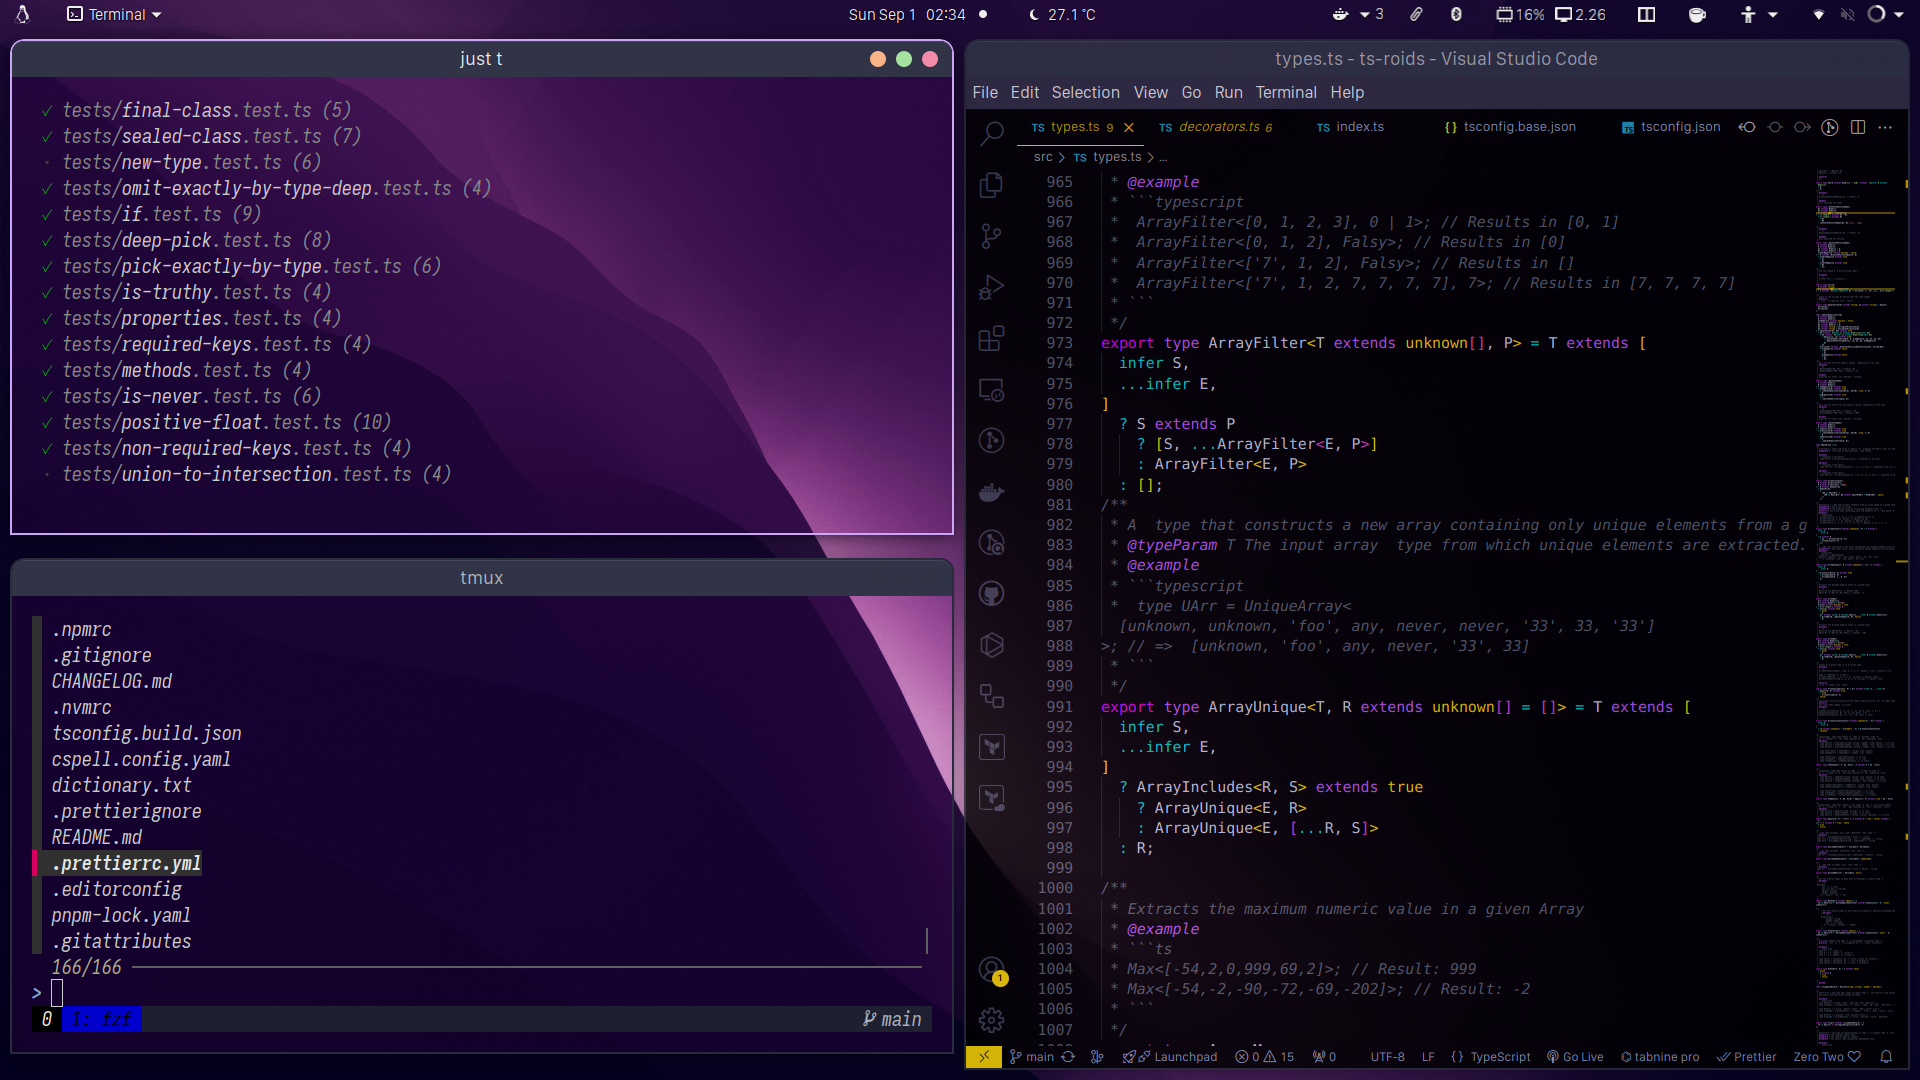 Terminal
Sun Sep 1 02:34
27.1 °C
3
16% 2.26
just t
✓ tests/final-class.test.ts (5)
✓ tests/sealed-class.test.ts (7)
· tests/new-type.test.ts (6)
✓ tests/omit-exactly-by-type-deep.test.ts (4)
✓ tests/if.test.ts (9)
✓ tests/deep-pick.test.ts (8)
✓ tests/pick-exactly-by-type.test.ts (6)
✓ tests/is-truthy.test.ts (4)
✓ tests/properties.test.ts (4)
✓ tests/required-keys.test.ts (4)
✓ tests/methods.test.ts (4)
✓ tests/is-never.test.ts (6)
✓ tests/positive-float.test.ts (10)
✓ tests/non-required-keys.test.ts (4)
· tests/union-to-intersection.test.ts (4)
tmux
.npmrc
.gitignore
CHANGELOG.md
.nvmrc
tsconfig.build.json
cspell.config.yaml
dictionary.txt
.prettierignore
README.md
.prettierrc.yml
.editorconfig
pnpm-lock.yaml
.gitattributes
166/166
>
0 1: fzf main
types.ts - ts-roids - Visual Studio Code
File Edit Selection View Go Run Terminal Help
TS types.ts 9 TS decorators.ts 6 TS index.ts {} tsconfig.base.json TS tsconfig.json
src > TS types.ts > ...
965 * @example
966 * ```typescript
967 * ArrayFilter<[0, 1, 2, 3], 0 | 1>; // Results in [0, 1]
968 * ArrayFilter<[0, 1, 2], Falsy>; // Results in [0]
969 * ArrayFilter<['7', 1, 2], Falsy>; // Results in []
970 * ArrayFilter<['7', 1, 2, 7, 7, 7, 7], 7>; // Results in [7, 7, 7, 7]
971 * ```
972 */
973 export type ArrayFilter<T extends unknown[], P> = T extends [
974 infer S,
975 ...infer E,
976 ]
977 ? S extends P
978 ? [S, ...ArrayFilter<E, P>]
979 : ArrayFilter<E, P>
980 : [];
981 /**
982 * A  type that constructs a new array containing only unique elements from a g
983 * @typeParam T The input array  type from which unique elements are extracted.
984 * @example
985 * ```typescript
986 * type UArr = UniqueArray<
987 [unknown, unknown, 'foo', any, never, never, '33', 33, '33']
988 >; // =>  [unknown, 'foo', any, never, '33', 33]
989 * ```
990 */
991 export type ArrayUnique<T, R extends unknown[] = []> = T extends [
992 infer S,
993 ...infer E,
994 ]
995 ? ArrayIncludes<R, S> extends true
996 ? ArrayUnique<E, R>
997 : ArrayUnique<E, [...R, S]>
998 : R;
999
1000 /**
1001 * Extracts the maximum numeric value in a given Array
1002 * @example
1003 * ```ts
1004 * Max<[-54,2,0,999,69,2]>; // Result: 999
1005 * Max<[-54,-2,-90,-72,-69,-202]>; // Result: -2
1006 * ```
1007 */
1
main Launchpad 0 15 0 UTF-8 LF {} TypeScript Go Live tabnine pro Prettier Zero Two